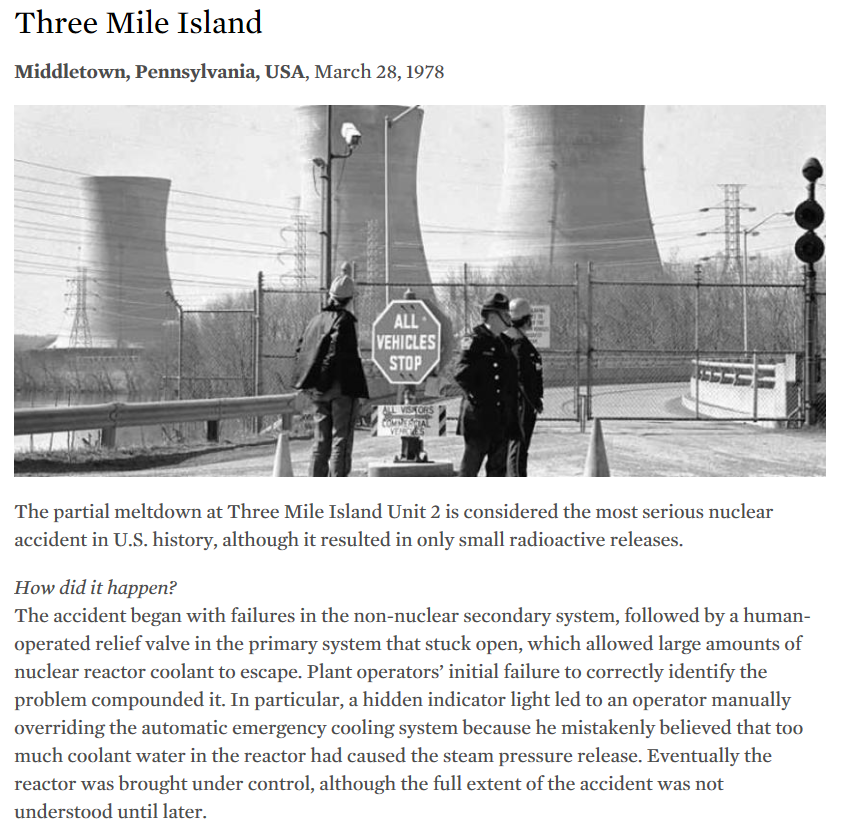 Three Mile Island
Middletown, Pennsylvania, USA, March 28, 1978
ALL
VEHICLES
STOP
ALL VISITORS
COMMERCIAL
VEHICLES
The partial meltdown at Three Mile Island Unit 2 is considered the most serious nuclear
accident in U.S. history, although it resulted in only small radioactive releases.
How did it happen?
The accident began with failures in the non-nuclear secondary system, followed by a human-
operated relief valve in the primary system that stuck open, which allowed large amounts of
nuclear reactor coolant to escape. Plant operators’ initial failure to correctly identify the
problem compounded it. In particular, a hidden indicator light led to an operator manually
overriding the automatic emergency cooling system because he mistakenly believed that too
much coolant water in the reactor had caused the steam pressure release. Eventually the
reactor was brought under control, although the full extent of the accident was not
understood until later.